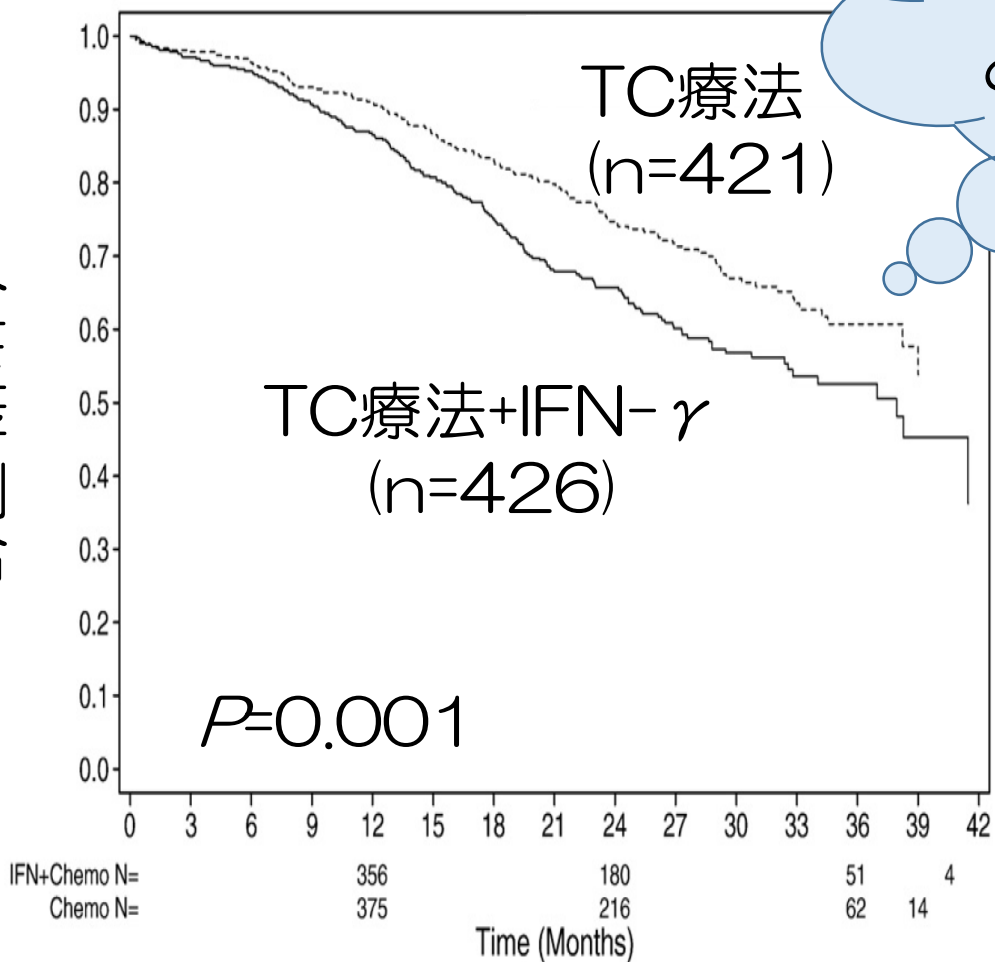 1.0
0.9
0.8
0.7
0.6
0.5
0.4
0.3
0.2
0.1
0.0
TC療法
(n=421)
TC療法+IFN-γ
(n=426)
P=0.001
0 3 6 9 12 15 18 21 24 27 30 33 36 39 42
IFN+Chemo N= 356 180 51 4
Chemo N= 375 216 62 14
Time (Months)